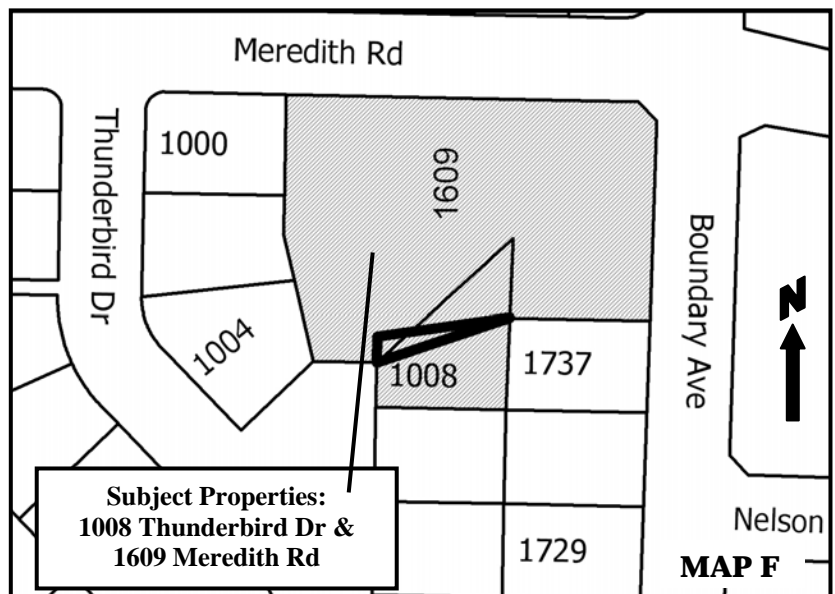 Meredith Rd
Thunderbird Dr
1000
1609
Boundary Ave
N
1004
1008
1737
Subject Properties:
1008 Thunderbird Dr &
1609 Meredith Rd
Nelson
1729
MAP F